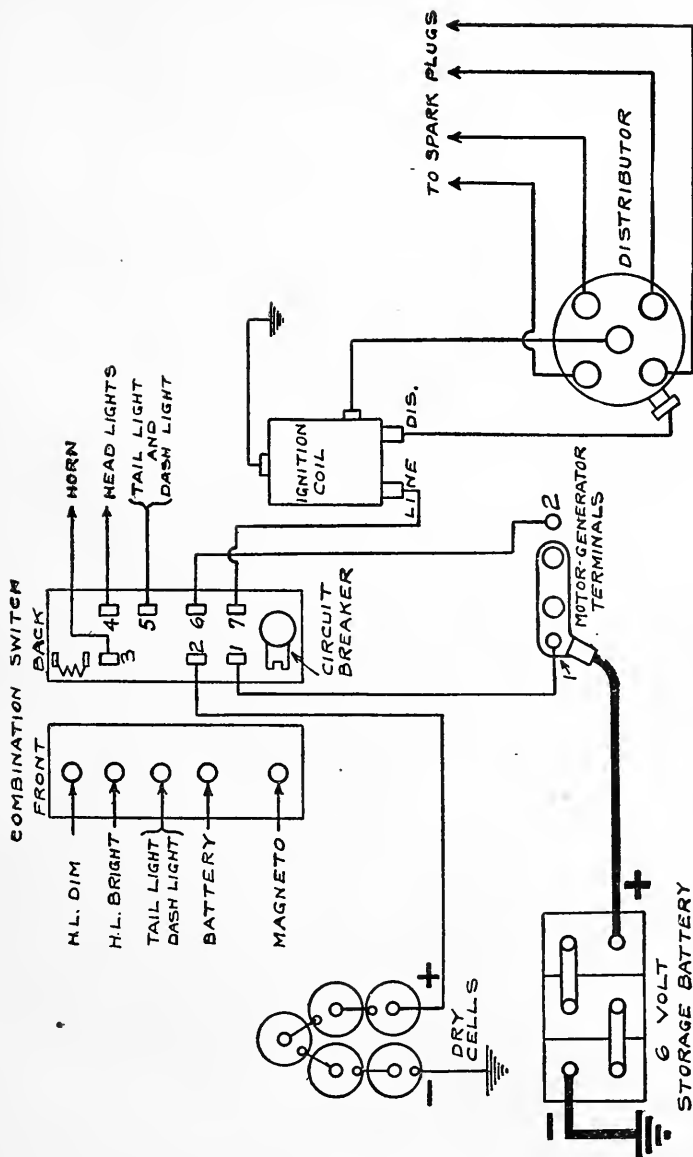 COMBINATION SWITCH
FRONT
BACK
H.L. DIM
H.L. BRIGHT
TAIL LIGHT
DASH LIGHT
BATTERY
MAGNETO
HORN
HEAD LIGHTS
TAIL LIGHT
AND
DASH LIGHT
3
4
5
2
6
1
7
CIRCUIT
BREAKER
IGNITION
COIL
LINE
DIS.
TO SPARK PLUGS
DISTRIBUTOR
1
2
MOTOR-GENERATOR
TERMINALS
+
-
DRY
CELLS
+
-
6 VOLT
STORAGE BATTERY